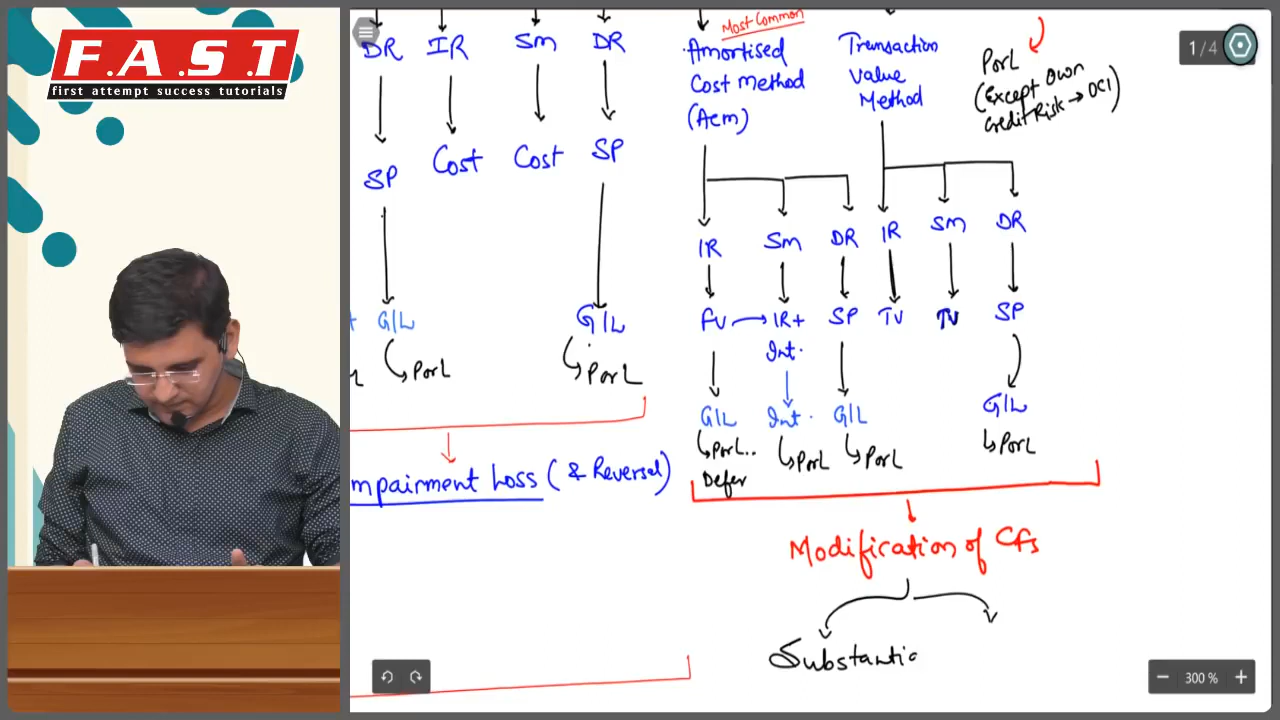 F.A.S.T
first attempt success tutorials
1/4
DR IR Sm DR
Most Common
Amortised
Cost Method
(Acm)
Transaction
Value
Method
PorL
(Except Own
Credit Risk → OCI)
SP Cost Cost SP
IR Sm DR IR Sm DR
FV → IR+ SP TV TV SP
Int.
G/L G/L
PorL PorL
G/L Int. G/L G/L
PorL.. PorL PorL PorL
Defer
mpairment Loss (& Reversal)
Modification of CFs
Substantic
300 %